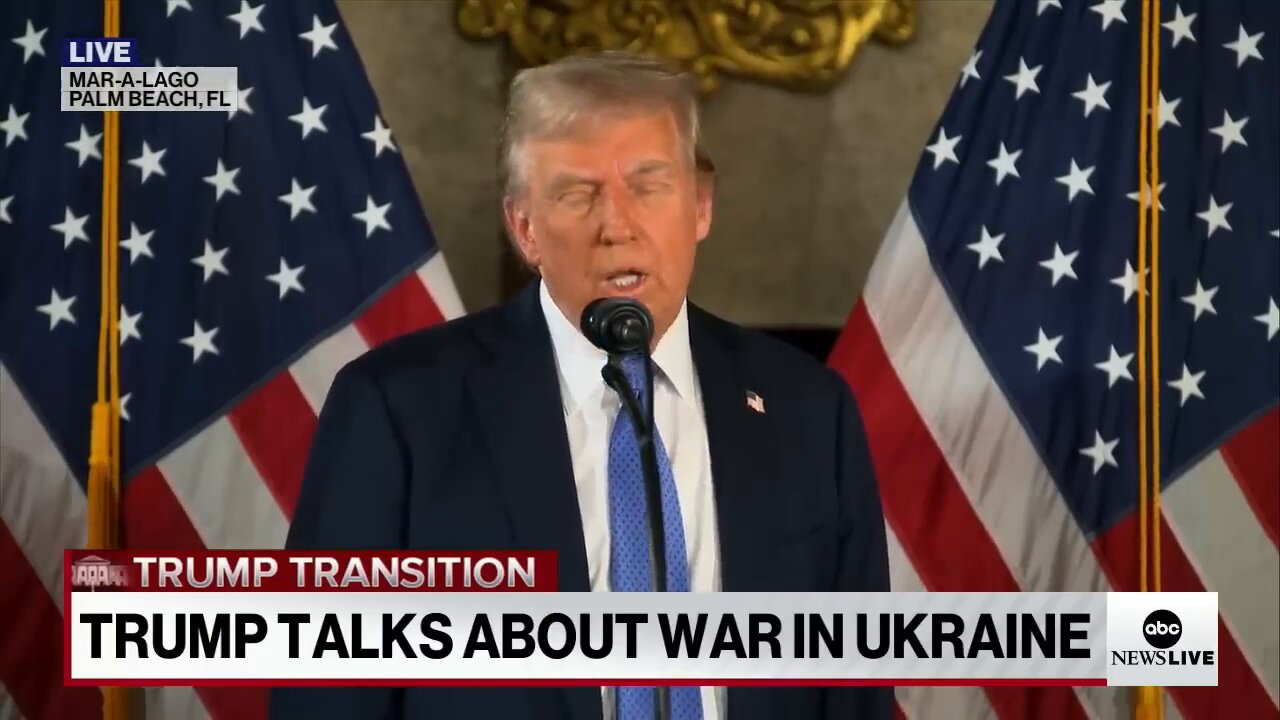 LIVE
MAR-A-LAGO
PALM BEACH, FL
TRUMP TRANSITION
TRUMP TALKS ABOUT WAR IN UKRAINE
abc
NEWS LIVE